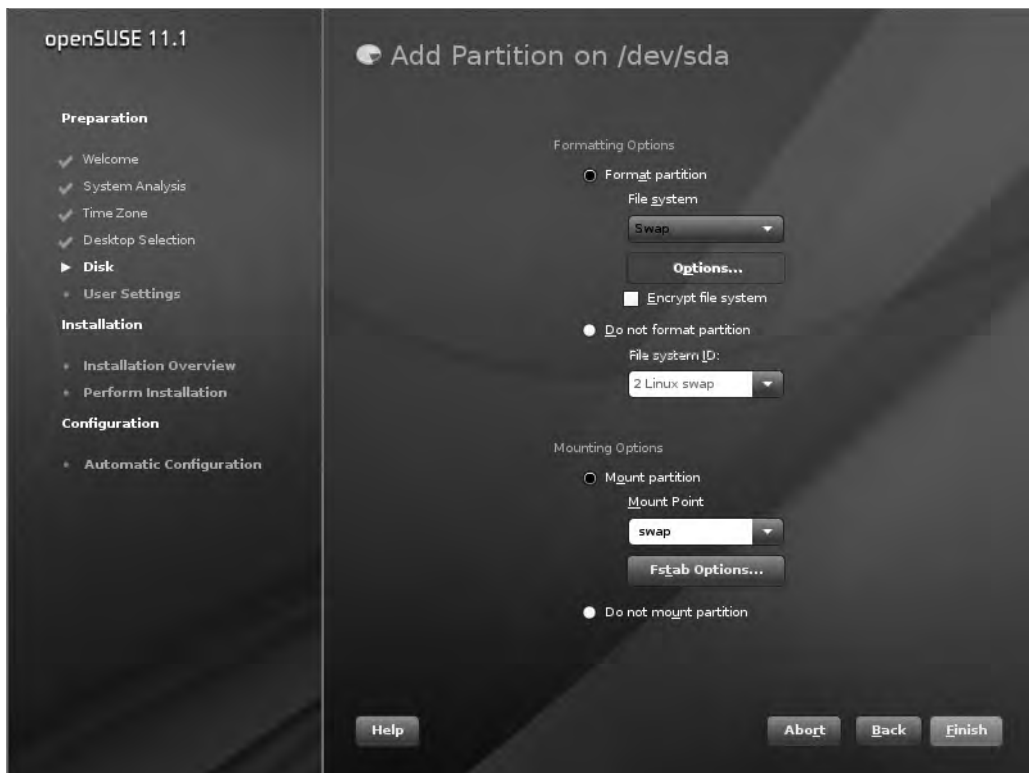 openSUSE 11.1
Preparation
Welcome
System Analysis
Time Zone
Desktop Selection
Disk
User Settings
Installation
Installation Overview
Perform Installation
Configuration
Automatic Configuration
Add Partition on /dev/sda
Formatting Options
Format partition
File system
Swap
Options...
Encrypt file system
Do not format partition
File system ID:
2 Linux swap
Mounting Options
Mount partition
Mount Point
swap
Fstab Options...
Do not mount partition
Help
Abort
Back
Finish